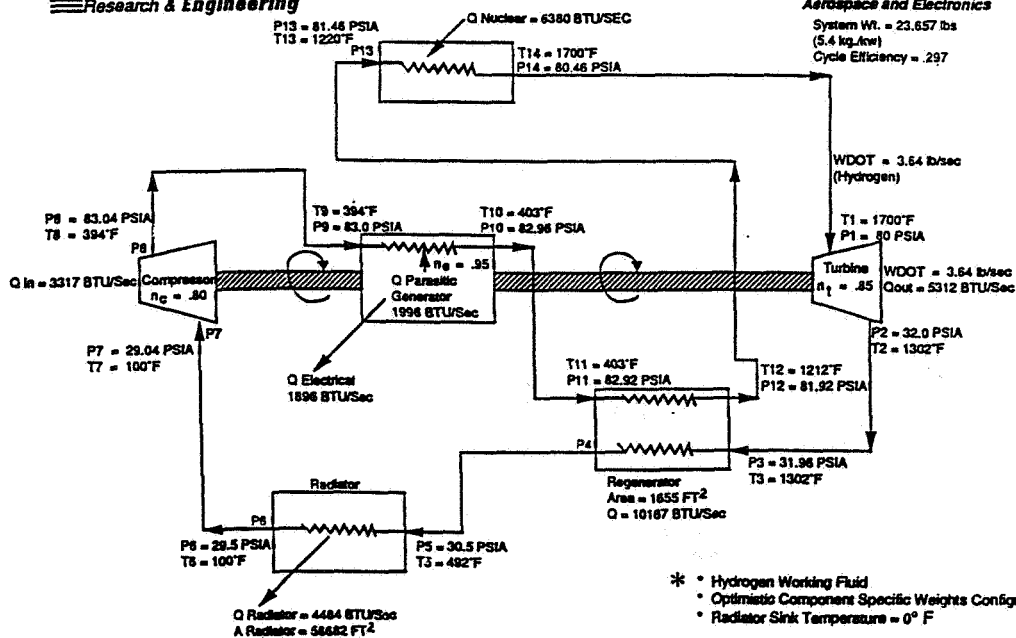 Research & Engineering
Aerospace and Electronics
System Wt. = 23.657 lbs
(5.4 kg./kw)
Cycle Efficiency = .297
Q Nuclear = 6380 BTU/SEC
P13 = 81.46 PSIA
T13 = 1220°F
P13
T14 = 1700°F
P14 = 80.46 PSIA
WDOT = 3.64 lb/sec
(Hydrogen)
P8 = 83.04 PSIA
T8 = 394°F
P8
T9 = 394°F
P9 = 83.0 PSIA
T10 = 403°F
P10 = 82.96 PSIA
T1 = 1700°F
P1 = 80 PSIA
Q in = 3317 BTU/Sec
Compressor
nc = .80
ne = .95
Q Parasitic
Generator
1996 BTU/Sec
Turbine
nt = .85
WDOT = 3.64 lb/sec
Qout = 5312 BTU/Sec
P7
P7 = 29.04 PSIA
T7 = 100°F
P2 = 32.0 PSIA
T2 = 1302°F
Q Electrical
1896 BTU/Sec
T11 = 403°F
P11 = 82.92 PSIA
T12 = 1212°F
P12 = 81.92 PSIA
P4
P3 = 31.96 PSIA
T3 = 1302°F
Regenerator
Area = 1655 FT2
Q = 10167 BTU/Sec
Radiator
P6
P6 = 29.5 PSIA
T6 = 100°F
P5 = 30.5 PSIA
T5 = 492°F
Q Radiator = 4484 BTU/Sec
A Radiator = 58682 FT2
* • Hydrogen Working Fluid
• Optimistic Component Specific Weights Config
• Radiator Sink Temperature = 0° F